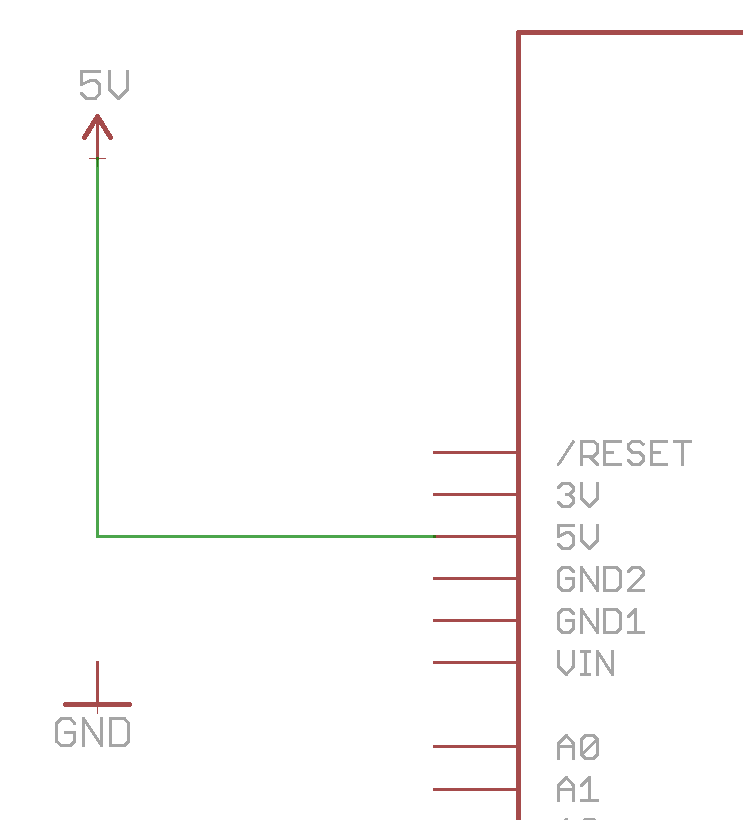 5V
/RESET
3V
5V
GND2
GND1
VIN
GND
A0
A1